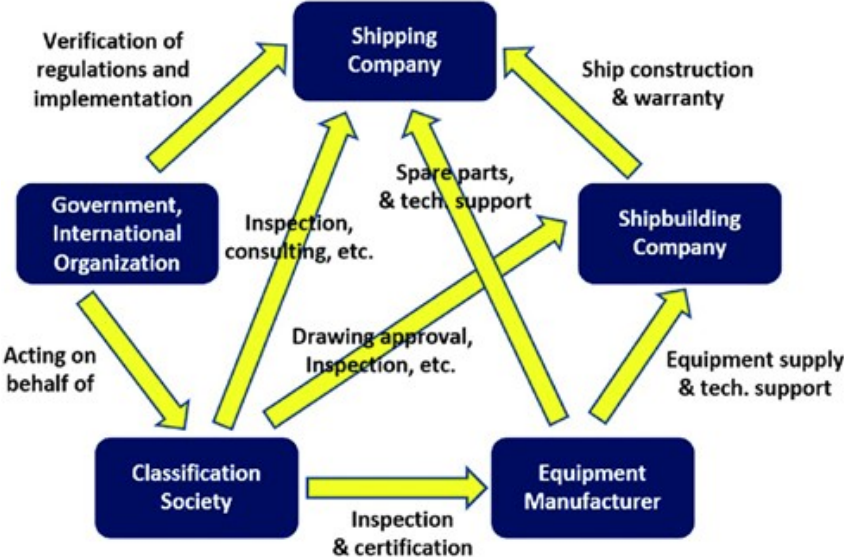 Shipping
Company
Verification of
regulations and
implementation
Ship construction
& warranty
Government,
International
Organization
Spare parts,
& tech. support
Shipbuilding
Company
Inspection,
consulting, etc.
Drawing approval,
Inspection, etc.
Acting on
behalf of
Equipment supply
& tech. support
Classification
Society
Equipment
Manufacturer
Inspection
& certification